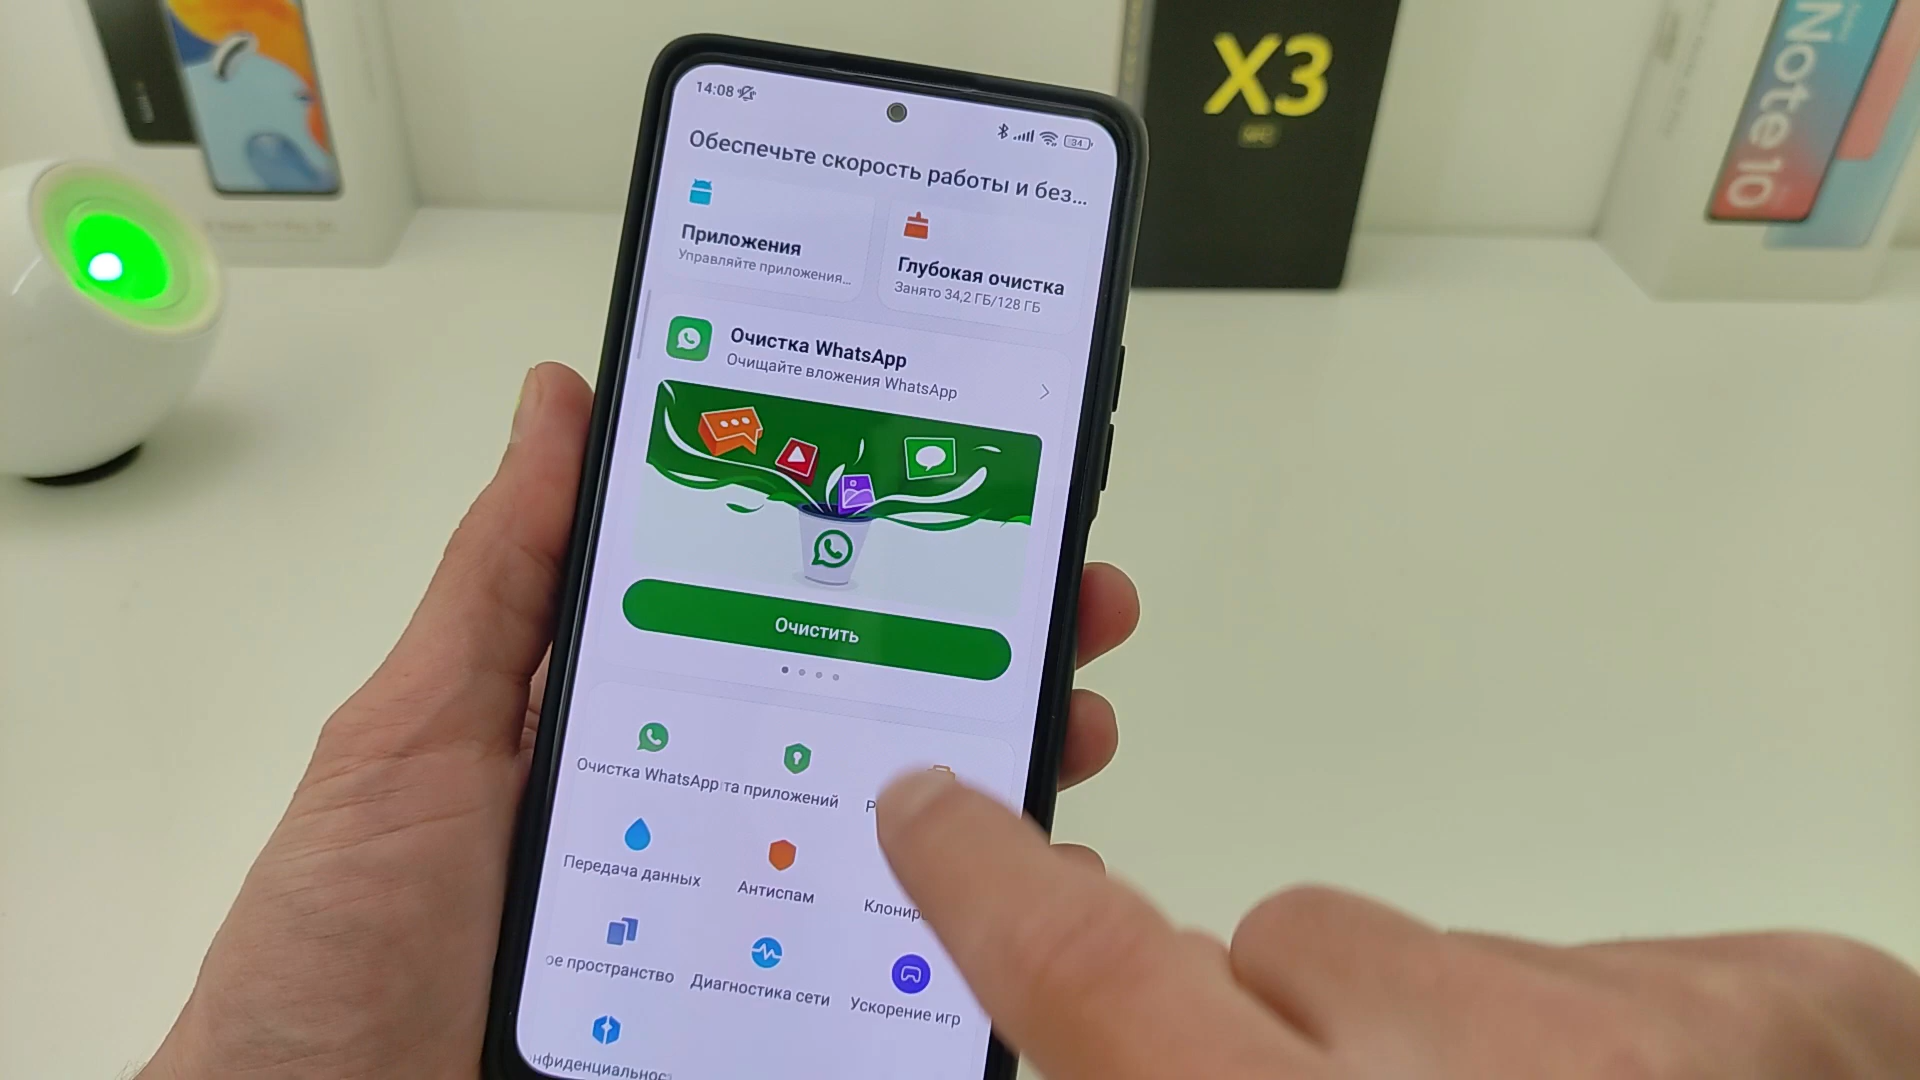 14:08
34
Обеспечьте скорость работы и без...
Приложения
Управляйте приложения...
Глубокая очистка
Занято 34,2 ГБ/128 ГБ
Очистка WhatsApp
Очищайте вложения WhatsApp
Очистить
Очистка WhatsApp
та приложений
Р
Передача данных
Антиспам
Клонир
ое пространство
Диагностика сети
Ускорение игр
нфиденциальнос
X3
NFC
Note 10